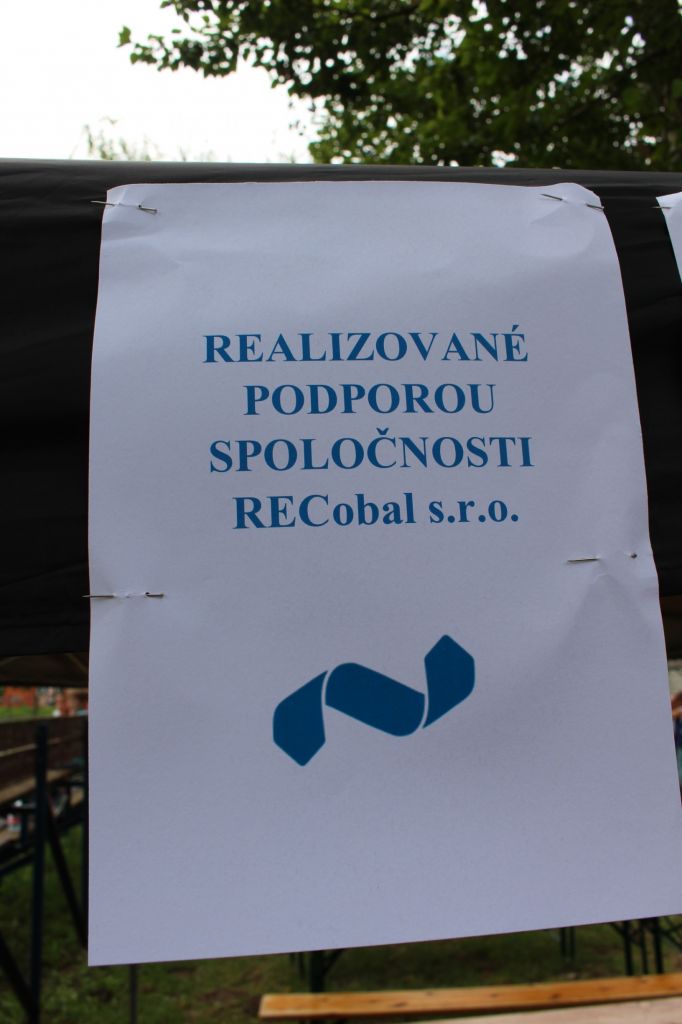 REALIZOVANÉ
PODPOROU
SPOLOČNOSTI
RECobal s.r.o.